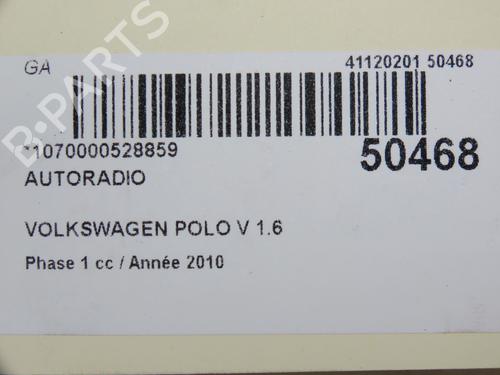 GA 41120201 50468
*1070000528859 50468
AUTORADIO
VOLKSWAGEN POLO V 1.6
Phase 1 cc / Année 2010
B-PARTS